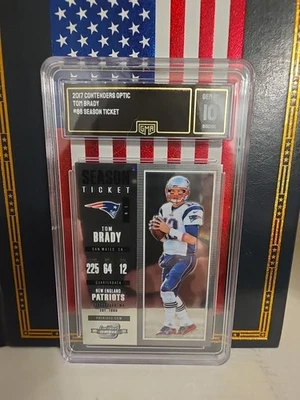 2017 CONTENDERS OPTIC
TOM BRADY
#88 SEASON TICKET
GMA
10
SEASON
TICKET
TOM
BRADY
225 64 12
NEW ENGLAND
PATRIOTS